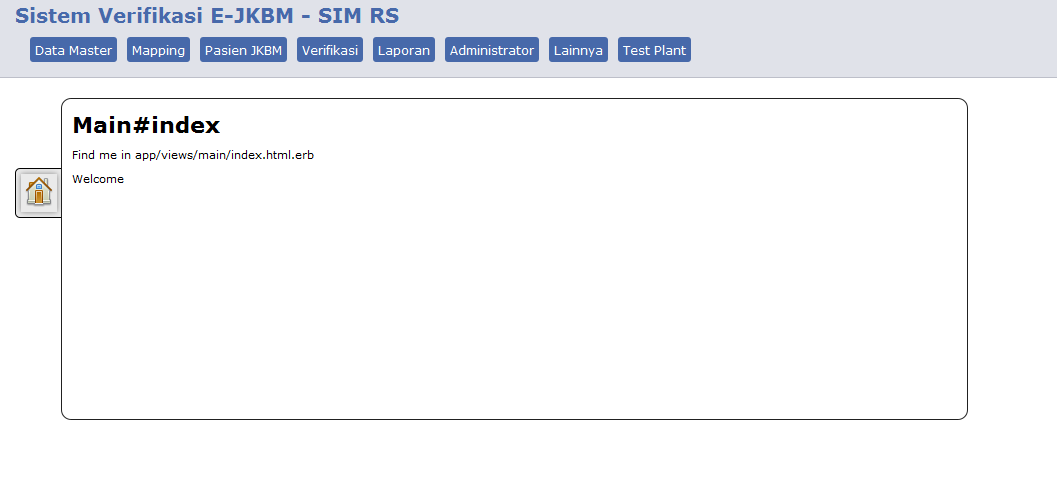 Sistem Verifikasi E-JKBM - SIM RS
Data Master Mapping Pasien JKBM Verifikasi Laporan Administrator Lainnya Test Plant
Main#index
Find me in app/views/main/index.html.erb
Welcome